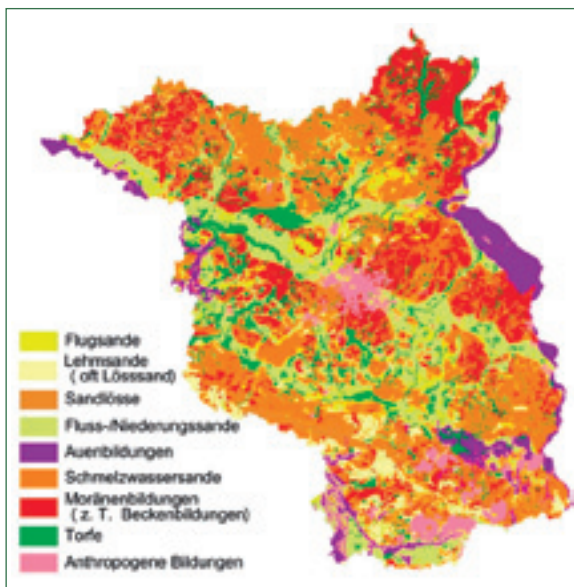 Flugsande
Lehmsande
( oft Lösssand)
Sandlösse
Fluss-/Niederungssande
Auenbildungen
Schmelzwassersande
Moränenbildungen
( z. T. Beckenbildungen)
Torfe
Anthropogene Bildungen